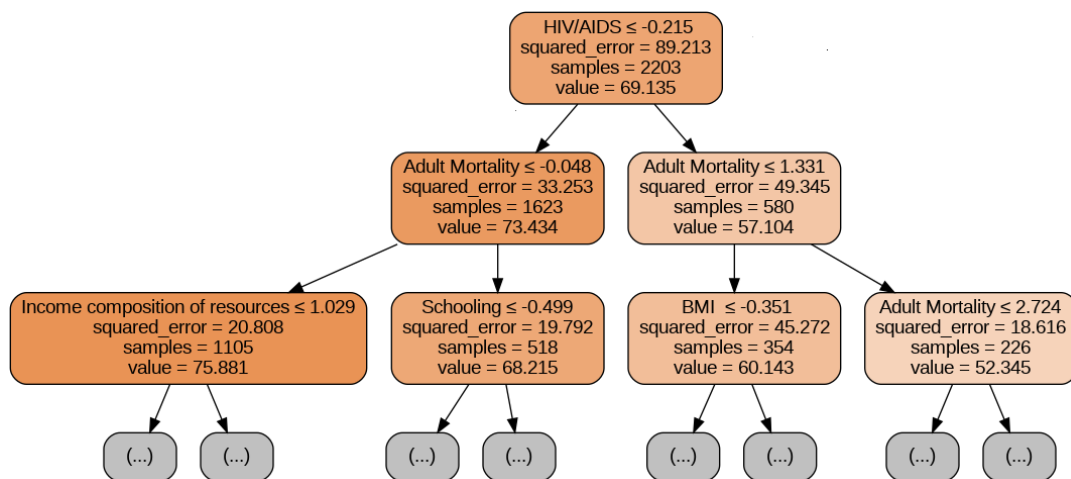 HIV/AIDS ≤ -0.215
squared_error = 89.213
samples = 2203
value = 69.135
Adult Mortality ≤ -0.048
squared_error = 33.253
samples = 1623
value = 73.434
Adult Mortality ≤ 1.331
squared_error = 49.345
samples = 580
value = 57.104
Income composition of resources ≤ 1.029
squared_error = 20.808
samples = 1105
value = 75.881
Schooling ≤ -0.499
squared_error = 19.792
samples = 518
value = 68.215
BMI ≤ -0.351
squared_error = 45.272
samples = 354
value = 60.143
Adult Mortality ≤ 2.724
squared_error = 18.616
samples = 226
value = 52.345
(...)
(...)
(...)
(...)
(...)
(...)
(...)
(...)